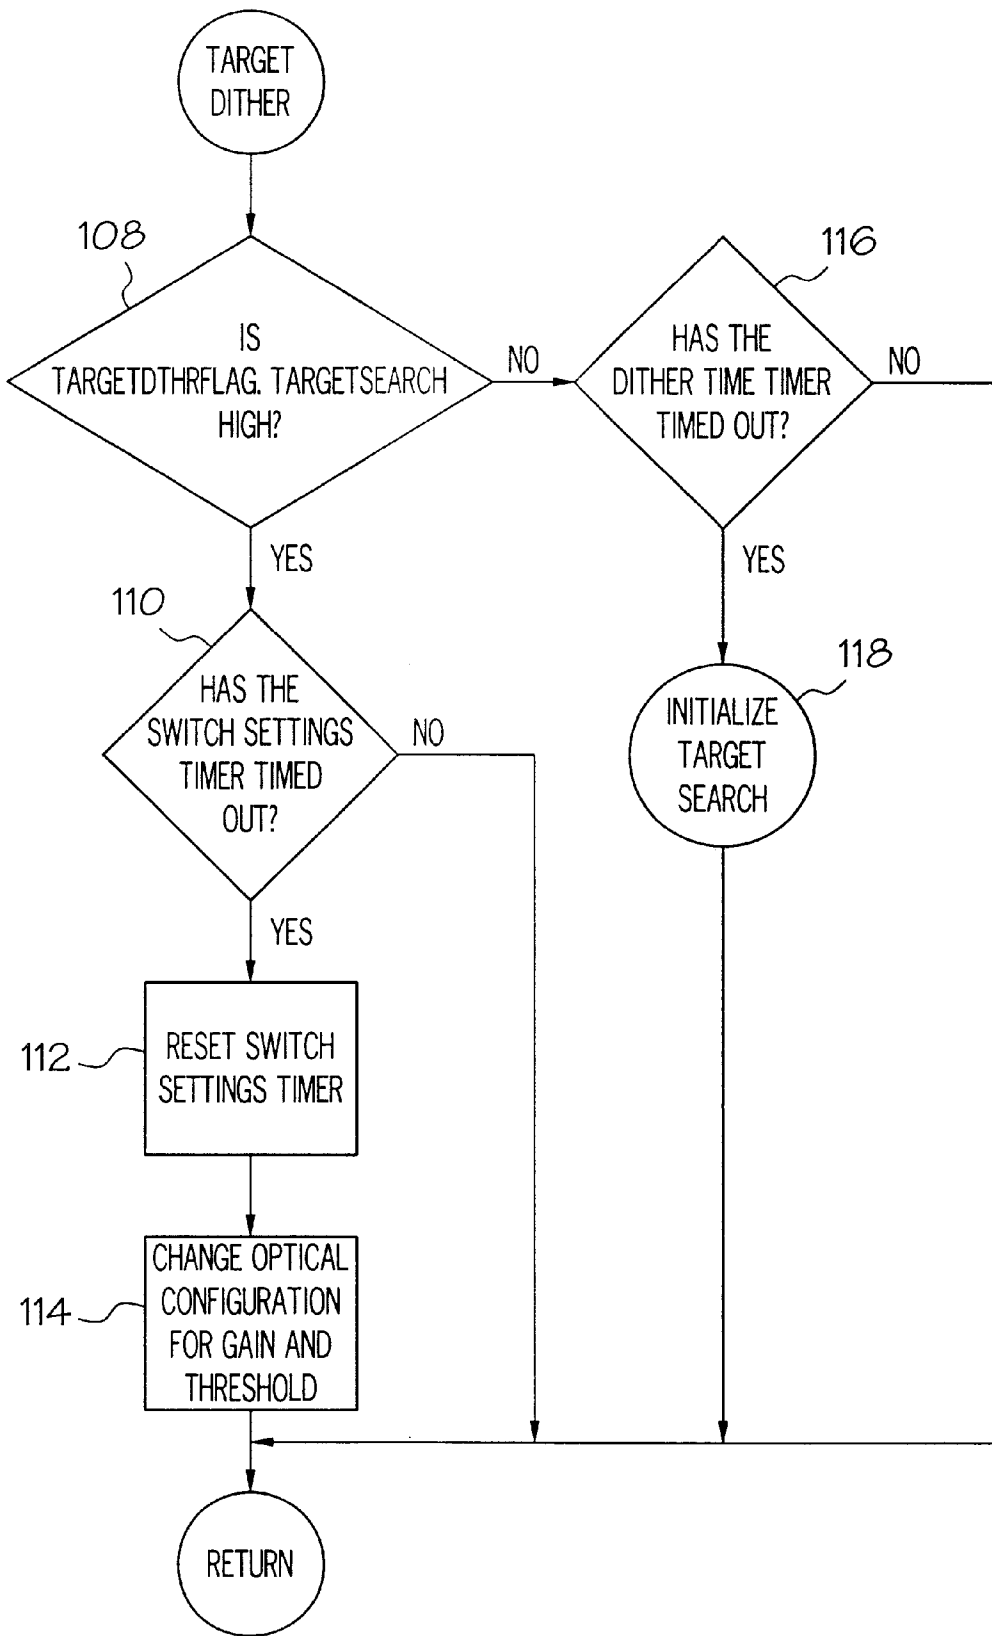 TARGET
DITHER
108
IS
TARGETDTHRFLAG. TARGETSEARCH
HIGH?
NO
116
HAS THE
DITHER TIME TIMER
TIMED OUT?
NO
YES
YES
110
HAS THE
SWITCH SETTINGS
TIMER TIMED
OUT?
NO
118
INITIALIZE
TARGET
SEARCH
YES
112
RESET SWITCH
SETTINGS TIMER
114
CHANGE OPTICAL
CONFIGURATION
FOR GAIN AND
THRESHOLD
RETURN